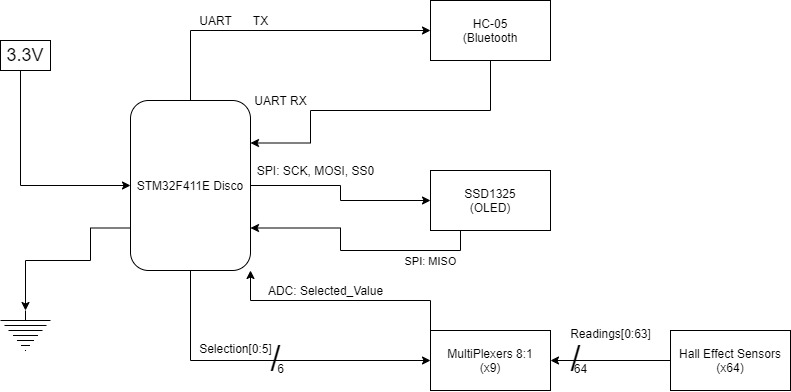 UART TX
HC-05
(Bluetooth
3.3V
UART RX
SPI: SCK, MOSI, SS0
STM32F411E Disco
SSD1325
(OLED)
SPI: MISO
ADC: Selected_Value
Selection[0:5]
6
MultiPlexers 8:1
(x9)
Readings[0:63]
64
Hall Effect Sensors
(x64)